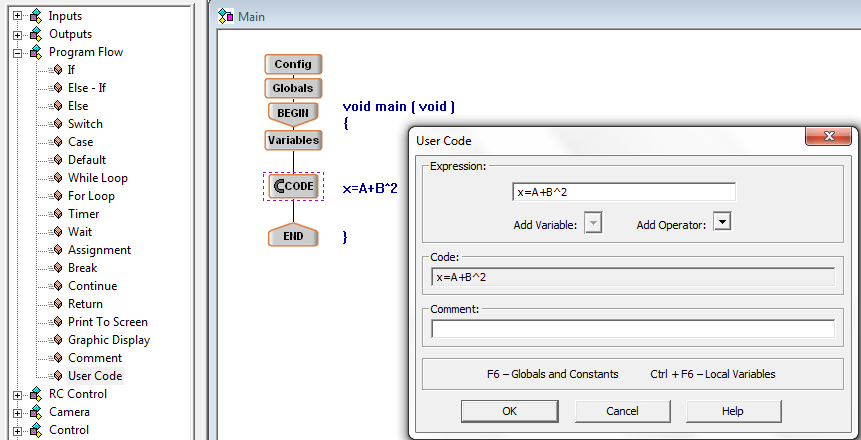 Inputs
Outputs
Program Flow
If
Else - If
Else
Switch
Case
Default
While Loop
For Loop
Timer
Wait
Assignment
Break
Continue
Return
Print To Screen
Graphic Display
Comment
User Code
RC Control
Camera
Control
Main
Config
Globals
BEGIN
void main ( void )
{
Variables
CODE
x=A+B^2
END
}
User Code
Expression:
x=A+B^2
Add Variable: Add Operator:
Code:
x=A+B^2
Comment:
F6 – Globals and Constants Ctrl + F6 – Local Variables
OK Cancel Help